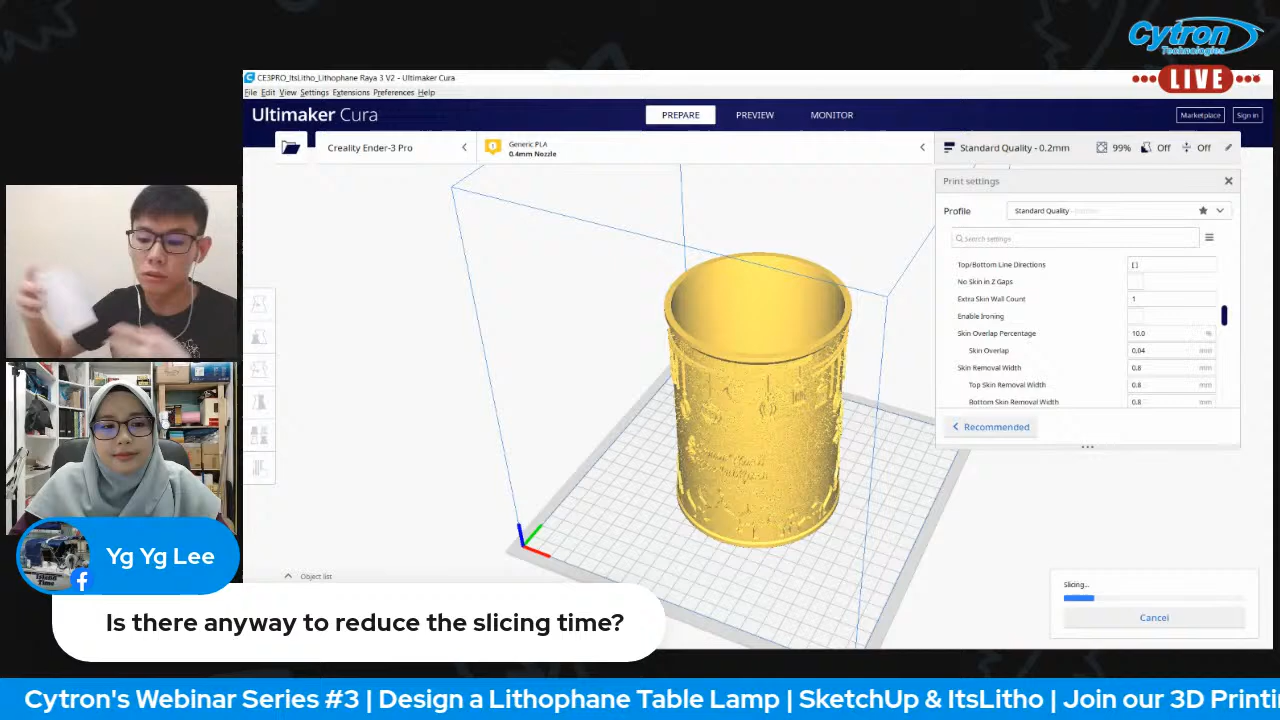 Cytron
Technologies
LIVE
CE3PRO_ItsLitho_Lithophane Raya 3 V2 - Ultimaker Cura
File Edit View Settings Extensions Preferences Help
Ultimaker Cura
PREPARE
PREVIEW
MONITOR
Marketplace
Sign in
Creality Ender-3 Pro
Generic PLA
0.4mm Nozzle
Standard Quality - 0.2mm
99%
Off
Off
Print settings
Profile
Standard Quality
Search settings
Top/Bottom Line Directions
[ ]
No Skin in Z Gaps
Extra Skin Wall Count
1
Enable Ironing
Skin Overlap Percentage
10.0 %
Skin Overlap
0.04 mm
Skin Removal Width
0.8 mm
Top Skin Removal Width
0.8 mm
Bottom Skin Removal Width
0.8 mm
Recommended
Object list
Slicing...
Cancel
Island
Time
Yg Yg Lee
Is there anyway to reduce the slicing time?
Cytron's Webinar Series #3 | Design a Lithophane Table Lamp | SketchUp & ItsLitho | Join our 3D Printi